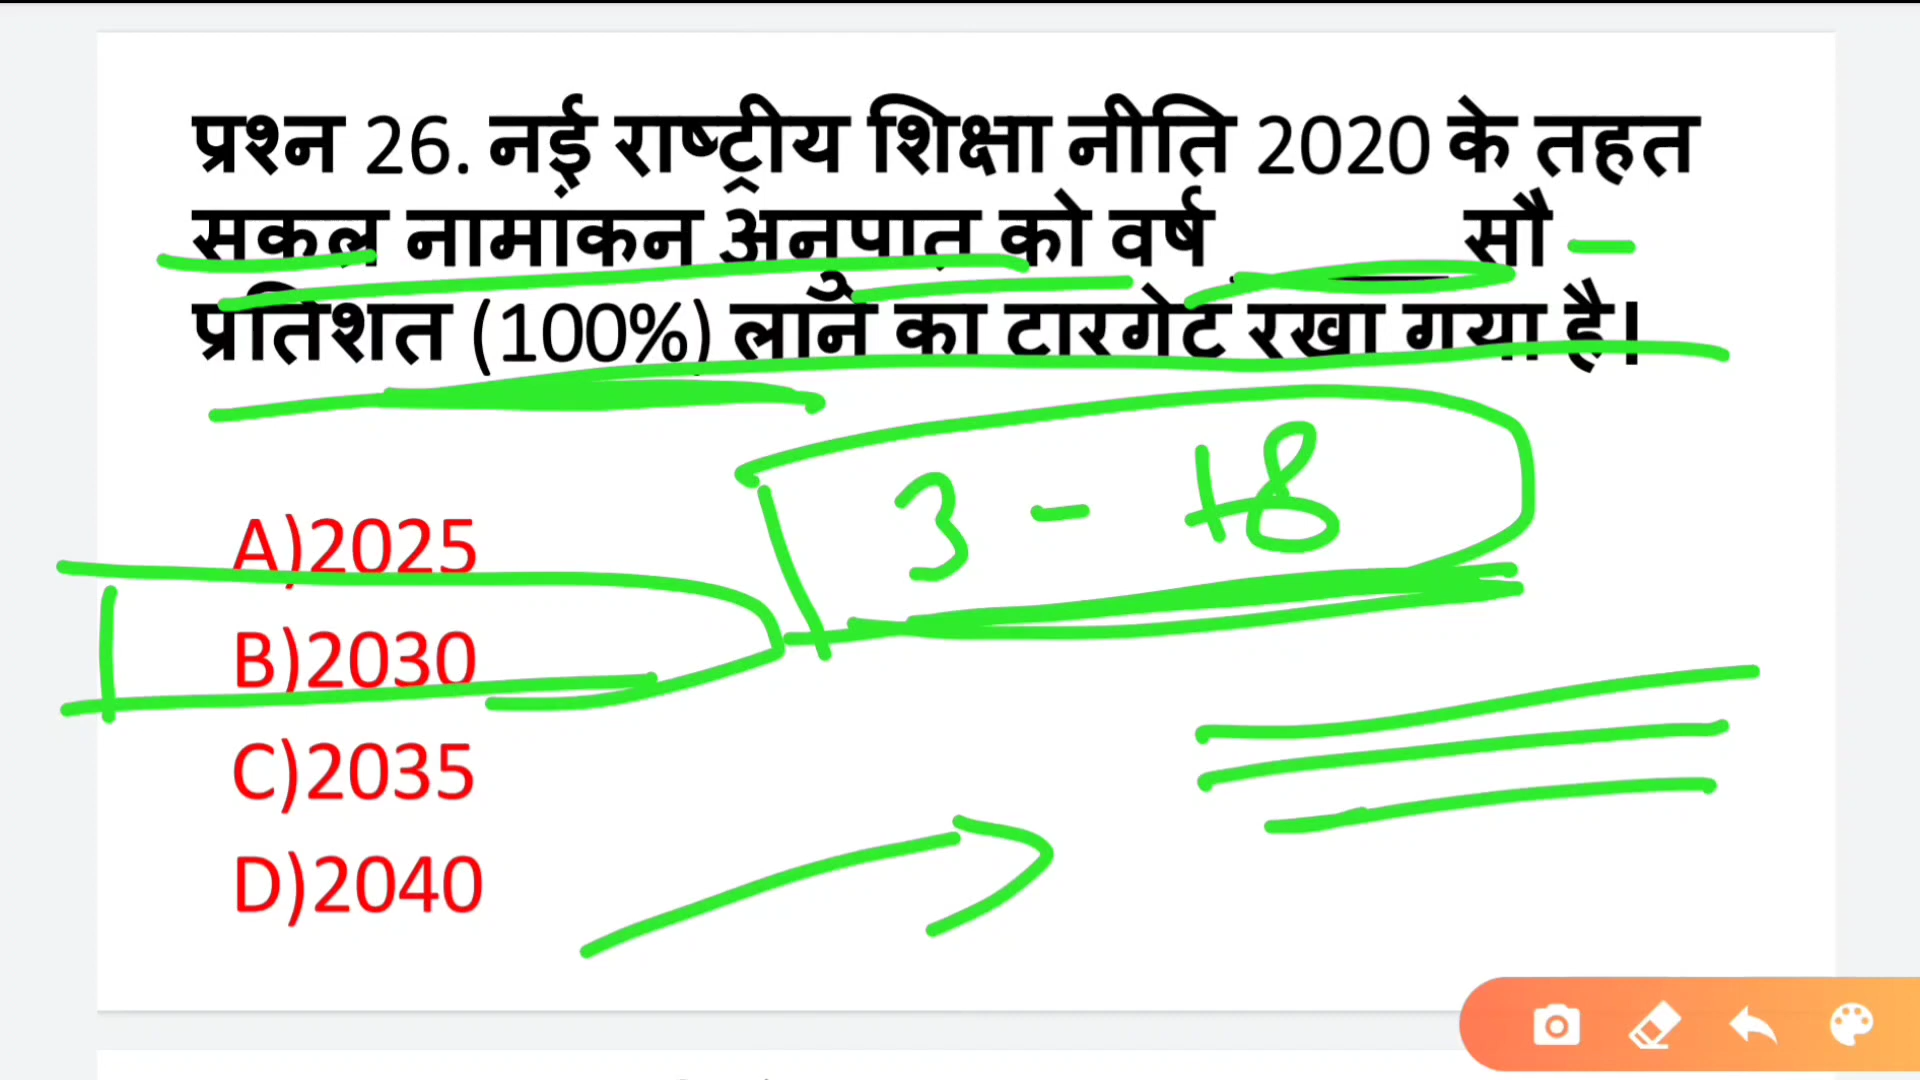 प्रश्न 26. नई राष्ट्रीय शिक्षा नीति 2020 के तहत
सकल नामांकन अनुपात को वर्ष ______ सौ
प्रतिशत (100%) लाने का टारगेट रखा गया है।
3 - 18
A)2025
B)2030
C)2035
D)2040